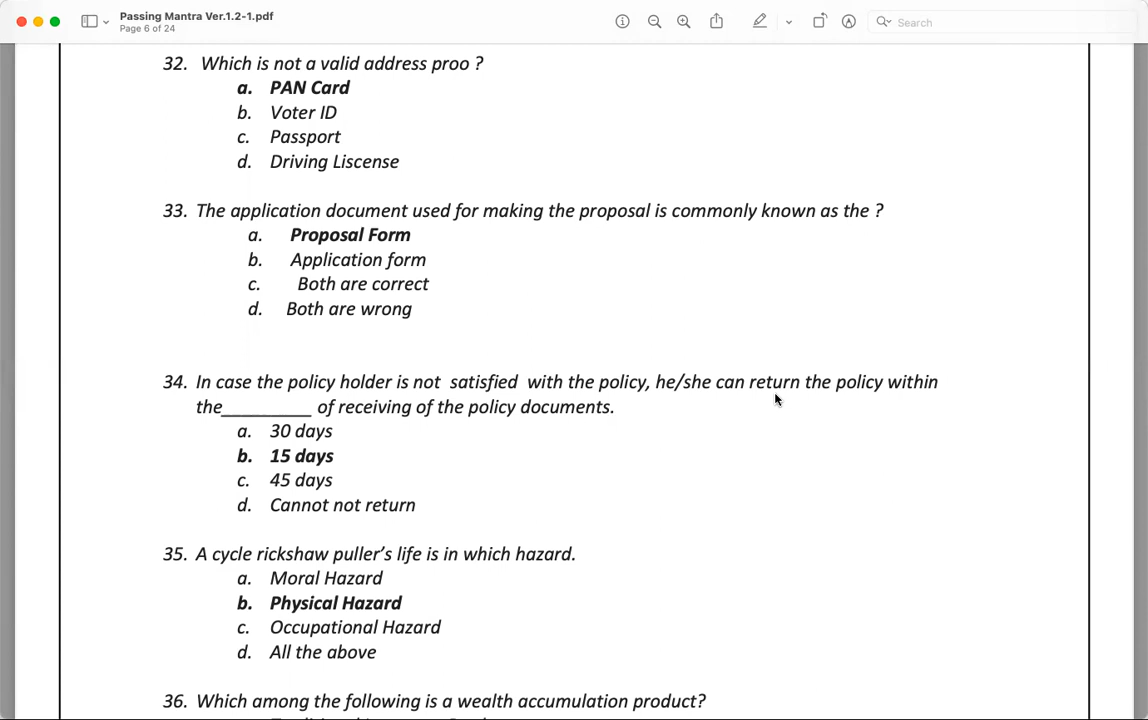 Passing Mantra Ver.1.2-1.pdf
Page 6 of 24
Search
32. Which is not a valid address proo ?
a. PAN Card
b. Voter ID
c. Passport
d. Driving Liscense
33. The application document used for making the proposal is commonly known as the ?
a. Proposal Form
b. Application form
c. Both are correct
d. Both are wrong
34. In case the policy holder is not satisfied with the policy, he/she can return the policy within
the_________ of receiving of the policy documents.
a. 30 days
b. 15 days
c. 45 days
d. Cannot not return
35. A cycle rickshaw puller's life is in which hazard.
a. Moral Hazard
b. Physical Hazard
c. Occupational Hazard
d. All the above
36. Which among the following is a wealth accumulation product?